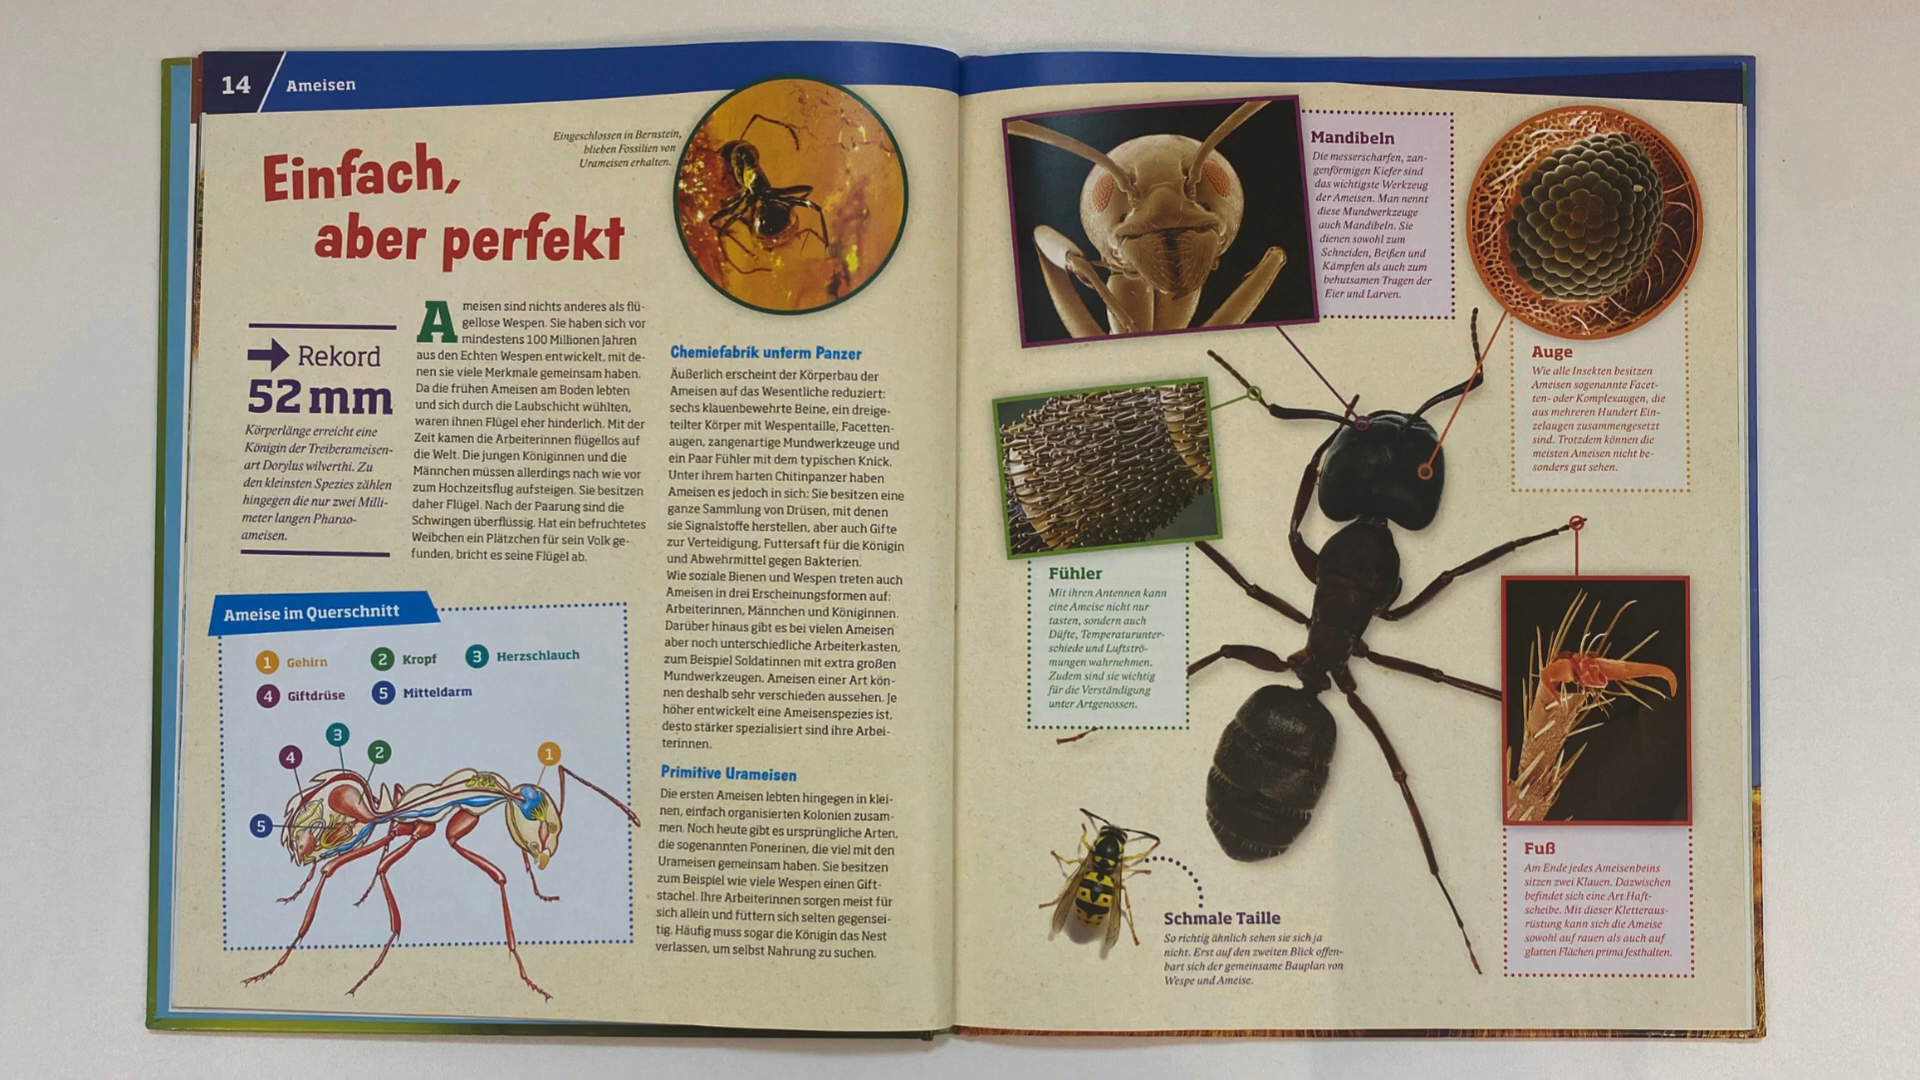 14
Ameisen
Einfach,
aber perfekt
Eingeschlossen in Bernstein,
blieben Fossilien von
Urameisen erhalten.
Rekord
52 mm
Körperlänge erreicht eine
Königin der Treiberameisen-
art Dorylus wilverthi. Zu
den kleinsten Spezies zählen
hingegen die nur zwei Milli-
meter langen Pharao-
ameisen.
Ameisen sind nichts anderes als flü-
gellose Wespen. Sie haben sich vor
mindestens 100 Millionen Jahren
aus den Echten Wespen entwickelt, mit de-
nen sie viele Merkmale gemeinsam haben.
Da die frühen Ameisen am Boden lebten
und sich durch die Laubschicht wühlten,
waren ihnen Flügel eher hinderlich. Mit der
Zeit kamen die Arbeiterinnen flügellos auf
die Welt. Die jungen Königinnen und die
Männchen müssen allerdings nach wie vor
zum Hochzeitsflug aufsteigen. Sie besitzen
daher Flügel. Nach der Paarung sind die
Schwingen überflüssig. Hat ein befruchtetes
Weibchen ein Plätzchen für sein Volk ge-
funden, bricht es seine Flügel ab.
Ameise im Querschnitt
1 Gehirn
2 Kropf
3 Herzschlauch
4 Giftdrüse
5 Mitteldarm
3
4
2
1
5
Chemiefabrik unterm Panzer
Äußerlich erscheint der Körperbau der
Ameisen auf das Wesentliche reduziert:
sechs klauenbewehrte Beine, ein dreige-
teilter Körper mit Wespentaille, Facetten-
augen, zangenartige Mundwerkzeuge und
ein Paar Fühler mit dem typischen Knick.
Unter ihrem harten Chitinpanzer haben
Ameisen es jedoch in sich: Sie besitzen eine
ganze Sammlung von Drüsen, mit denen
sie Signalstoffe herstellen, aber auch Gifte
zur Verteidigung, Futtersaft für die Königin
und Abwehrmittel gegen Bakterien.
Wie soziale Bienen und Wespen treten auch
Ameisen in drei Erscheinungsformen auf:
Arbeiterinnen, Männchen und Königinnen.
Darüber hinaus gibt es bei vielen Ameisen
aber noch unterschiedliche Arbeiterkasten,
zum Beispiel Soldatinnen mit extra großen
Mundwerkzeugen. Ameisen einer Art kön-
nen deshalb sehr verschieden aussehen. Je
höher entwickelt eine Ameisenspezies ist,
desto stärker spezialisiert sind ihre Arbei-
terinnen.
Primitive Urameisen
Die ersten Ameisen lebten hingegen in klei-
nen, einfach organisierten Kolonien zusam-
men. Noch heute gibt es ursprüngliche Arten,
die sogenannten Ponerinen, die viel mit den
Urameisen gemeinsam haben. Sie besitzen
zum Beispiel wie viele Wespen einen Gift-
stachel. Ihre Arbeiterinnen sorgen meist für
sich allein und füttern sich selten gegensei-
tig. Häufig muss sogar die Königin das Nest
verlassen, um selbst Nahrung zu suchen.
Mandibeln
Die messerscharfen, zan-
genförmigen Kiefer sind
das wichtigste Werkzeug
der Ameisen. Man nennt
diese Mundwerkzeuge
auch Mandibeln. Sie
dienen sowohl zum
Schneiden, Beißen und
Kämpfen als auch zum
behutsamen Tragen der
Eier und Larven.
Auge
Wie alle Insekten besitzen
Ameisen sogenannte Facet-
ten- oder Komplexaugen, die
aus mehreren Hundert Ein-
zelaugen zusammengesetzt
sind. Trotzdem können die
meisten Ameisen nicht be-
sonders gut sehen.
Fühler
Mit ihren Antennen kann
eine Ameise nicht nur
tasten, sondern auch
Düfte, Temperaturunter-
schiede und Luftströ-
mungen wahrnehmen.
Zudem sind sie wichtig
für die Verständigung
unter Artgenossen.
Schmale Taille
So richtig ähnlich sehen sie sich ja
nicht. Erst auf den zweiten Blick offen-
bart sich der gemeinsame Bauplan von
Wespe und Ameise.
Fuß
Am Ende jedes Ameisenbeins
sitzen zwei Klauen. Dazwischen
befindet sich eine Art Haft-
scheibe. Mit dieser Kletteraus-
rüstung kann sich die Ameise
sowohl auf rauen als auch auf
glatten Flächen prima festhalten.